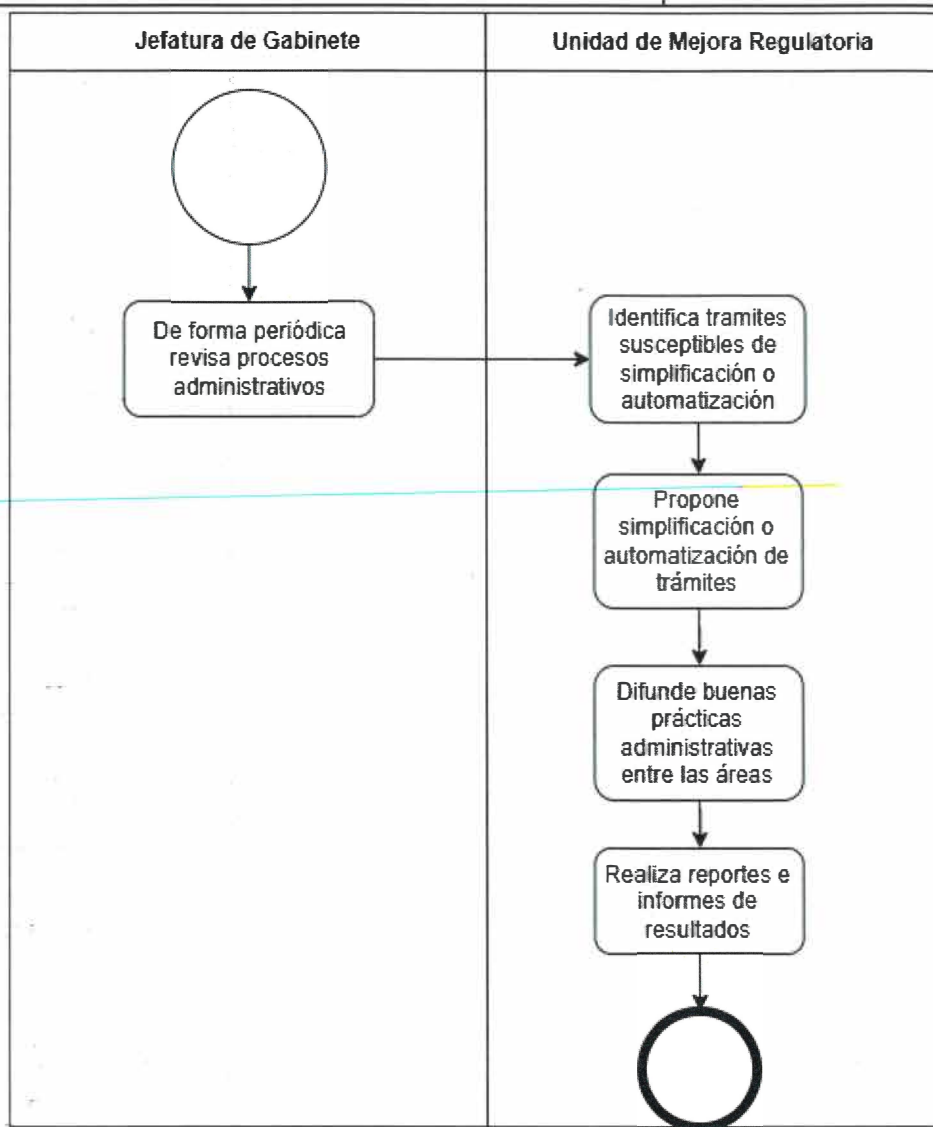 Jefatura de Gabinete
Unidad de Mejora Regulatoria
De forma periódica
revisa procesos
administrativos
Identifica tramites
susceptibles de
simplificación o
automatización
Propone
simplificación o
automatización de
trámites
Difunde buenas
prácticas
administrativas
entre las áreas
Realiza reportes e
informes de
resultados